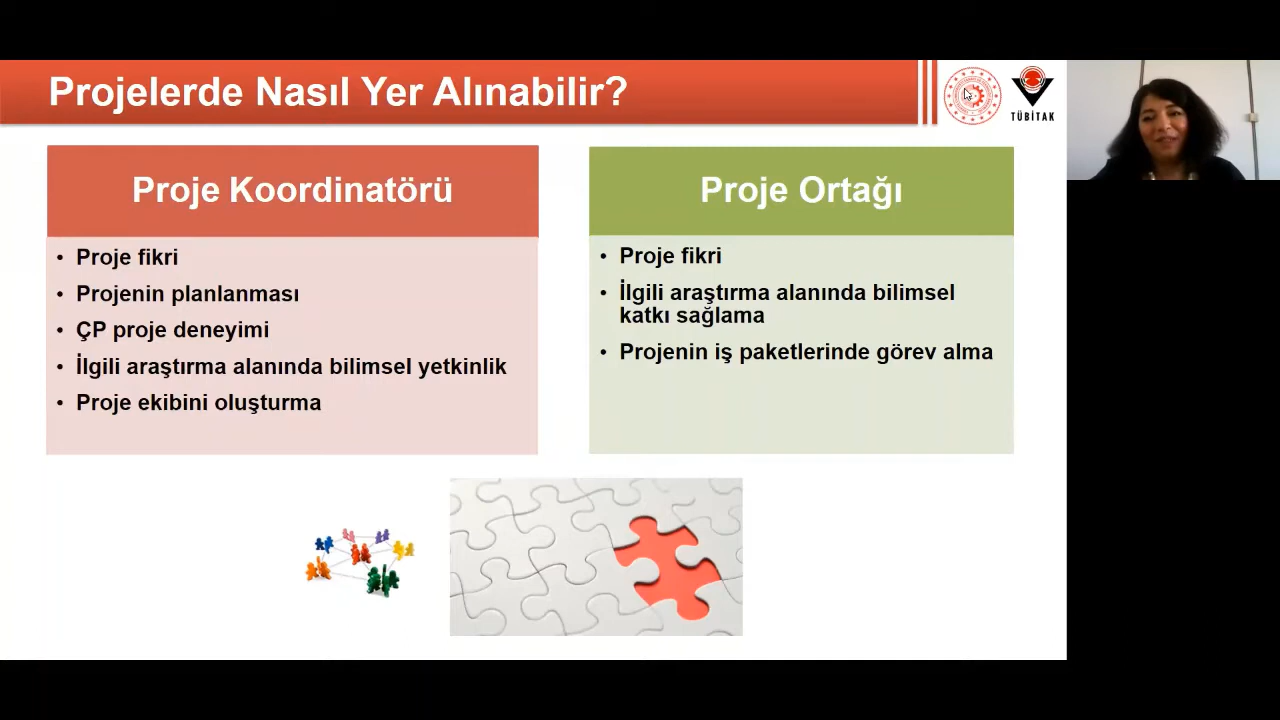 Projelerde Nasıl Yer Alınabilir?
TÜBİTAK
Proje Koordinatörü
• Proje fikri
• Projenin planlanması
• ÇP proje deneyimi
• İlgili araştırma alanında bilimsel yetkinlik
• Proje ekibini oluşturma
Proje Ortağı
• Proje fikri
• İlgili araştırma alanında bilimsel
katkı sağlama
• Projenin iş paketlerinde görev alma